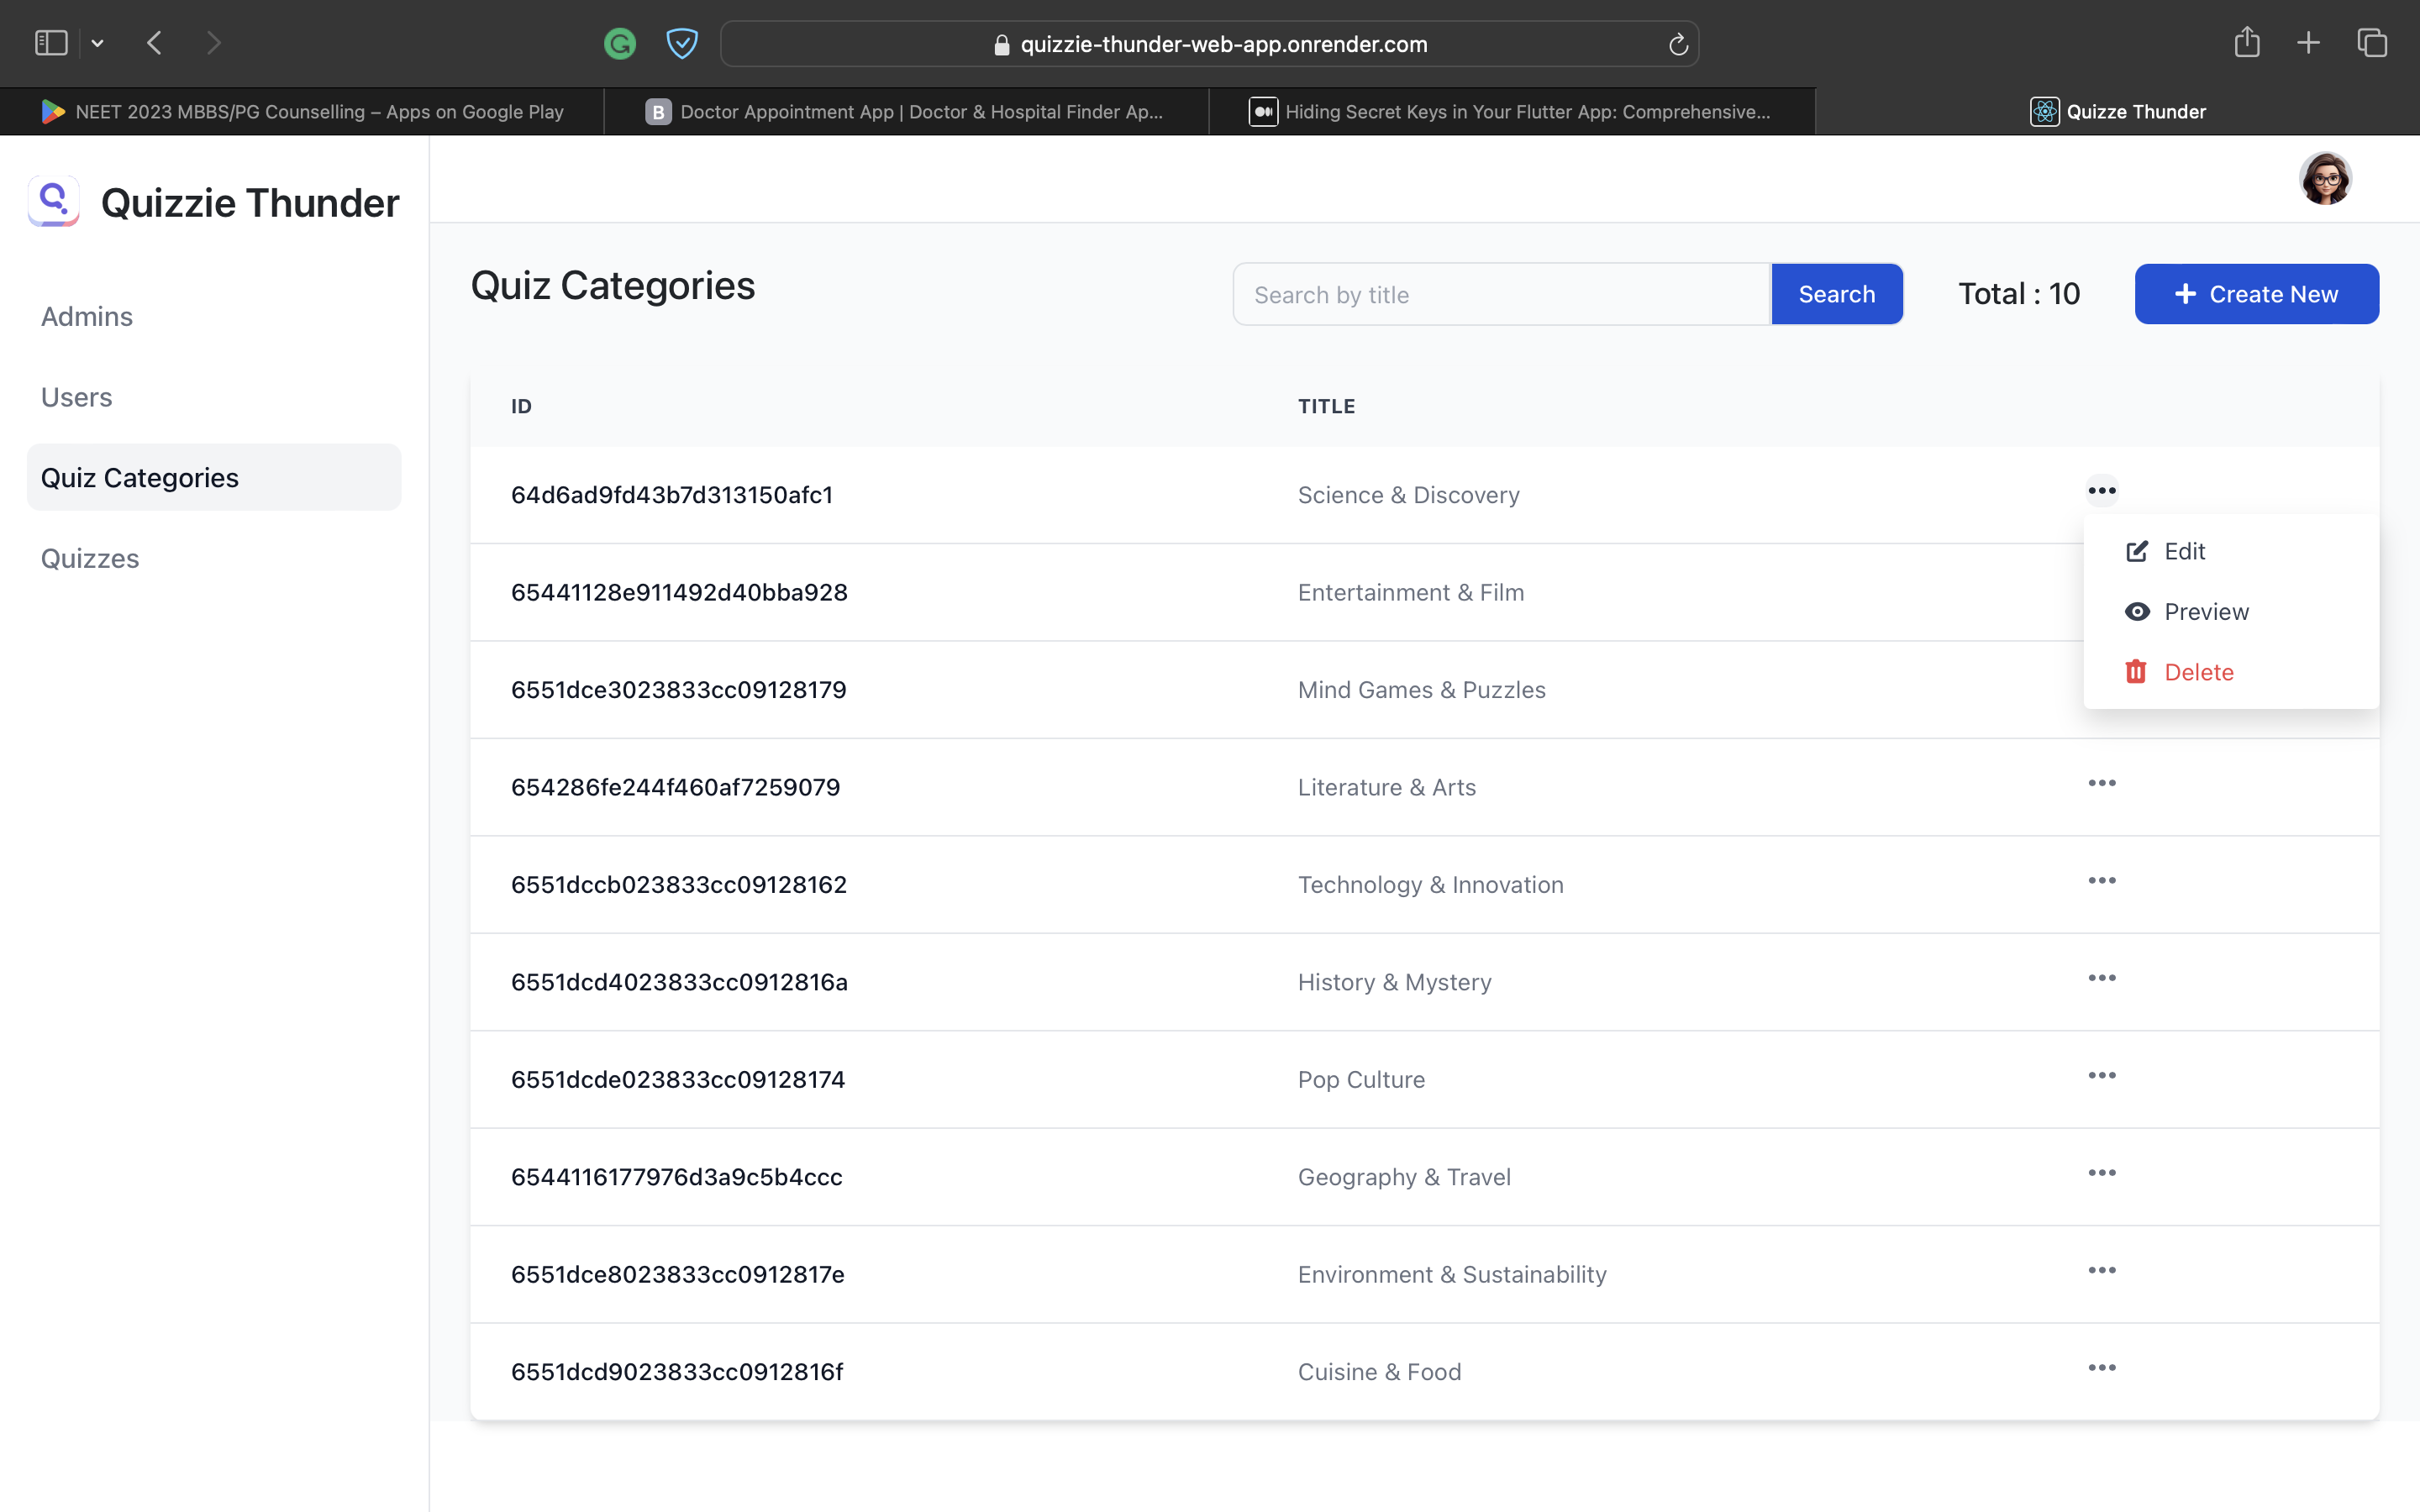 quizzie-thunder-web-app.onrender.com
NEET 2023 MBBS/PG Counselling – Apps on Google Play
B Doctor Appointment App | Doctor & Hospital Finder Ap...
Hiding Secret Keys in Your Flutter App: Comprehensive...
Quizze Thunder
Quizzie Thunder
Admins
Users
Quiz Categories
Quizzes
Quiz Categories
Search by title
Search
Total : 10
+ Create New
ID TITLE
64d6ad9fd43b7d313150afc1 Science & Discovery
Edit
Preview
Delete
65441128e911492d40bba928 Entertainment & Film
6551dce3023833cc09128179 Mind Games & Puzzles
654286fe244f460af7259079 Literature & Arts
6551dccb023833cc09128162 Technology & Innovation
6551dcd4023833cc0912816a History & Mystery
6551dcde023833cc09128174 Pop Culture
6544116177976d3a9c5b4ccc Geography & Travel
6551dce8023833cc0912817e Environment & Sustainability
6551dcd9023833cc0912816f Cuisine & Food